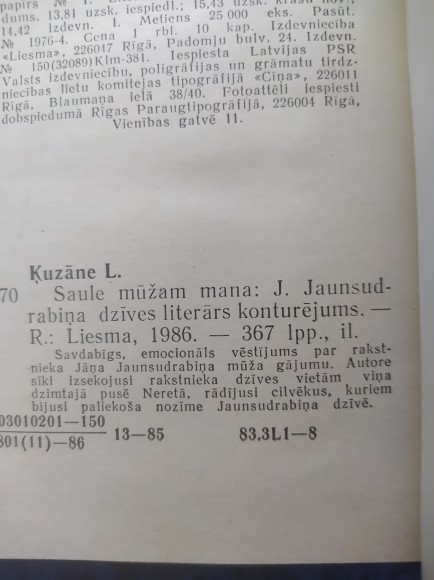 papīrs № 1.
dums. 13,81 uzsk. iespiedl.; 15,43 uzsk. krāsu nov.;
14,42 izdevn. l. Metiens 25 000 eks. Pasūt.
№ 1976-4. Cena 1 rbl. 10 kap. Izdevniecība
«Liesma», 226047 Rīgā, Padomju bulv. 24. Izdevn.
№ 150(32089)Klm-381. Iespiesta Latvijas PSR
Valsts izdevniecību, poligrāfijas un grāmatu tirdz-
niecības lietu komitejas tipogrāfijā «Cīņa», 226011
Rīgā, Blaumaņa ielā 38/40. Fotoattēli iespiesti
dobspiedumā Rīgas Paraugtipogrāfijā, 226004 Rīgā,
Vienības gatvē 11.
Ķuzāne L.
70 Saule mūžam mana: J. Jaunsud-
rabiņa dzīves literārs konturējums. —
R.: Liesma, 1986. — 367 lpp., il.
Savdabīgs, emocionāls vēstījums par rakst-
nieka Jāņa Jaunsudrabiņa mūža gājumu. Autore
sīki izsekojusi rakstnieka dzīves vietām viņa
dzimtajā pusē Neretā, rādījusi cilvēkus, kuriem
bijusi paliekoša nozīme Jaunsudrabiņa dzīvē.
03010201—150
801(11)—86 13—85 83.3L1—8